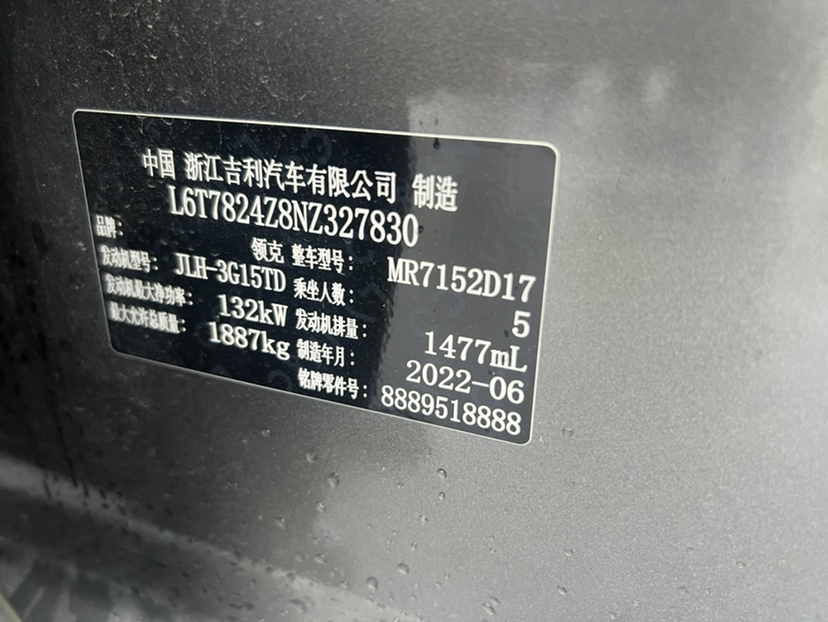 中国 浙江吉利汽车有限公司 制造
L6T7824Z8NZ327830
品牌： 领克 整车型号： MR7152D17
发动机型号： JLH-3G15TD 乘坐人数： 5
发动机最大净功率： 132kW 发动机排量： 1477mL
最大允许总质量： 1887kg 制造年月： 2022-06
铭牌零件号： 8889518888